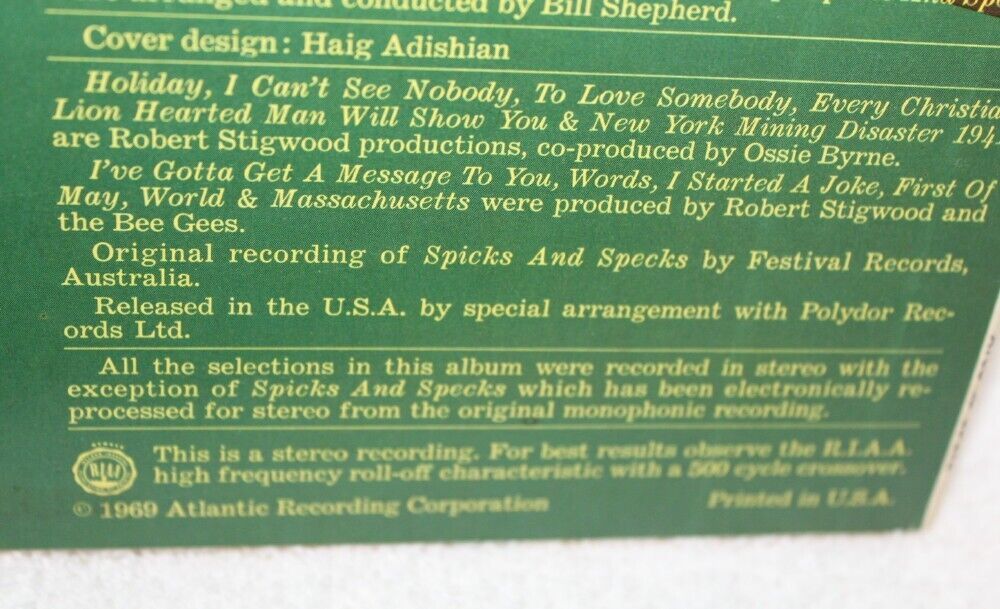 arranged and conducted by Bill Shepherd.
Cover design: Haig Adishian
Holiday, I Can't See Nobody, To Love Somebody, Every Christia
Lion Hearted Man Will Show You & New York Mining Disaster 194
are Robert Stigwood productions, co-produced by Ossie Byrne.
I've Gotta Get A Message To You, Words, I Started A Joke, First Of
May, World & Massachusetts were produced by Robert Stigwood and
the Bee Gees.
Original recording of Spicks And Specks by Festival Records,
Australia.
Released in the U.S.A. by special arrangement with Polydor Rec-
ords Ltd.
All the selections in this album were recorded in stereo with the
exception of Spicks And Specks which has been electronically re-
processed for stereo from the original monophonic recording.
This is a stereo recording. For best results observe the R.I.A.A.
high frequency roll-off characteristic with a 500 cycle crossover.
© 1969 Atlantic Recording Corporation
Printed in U.S.A.